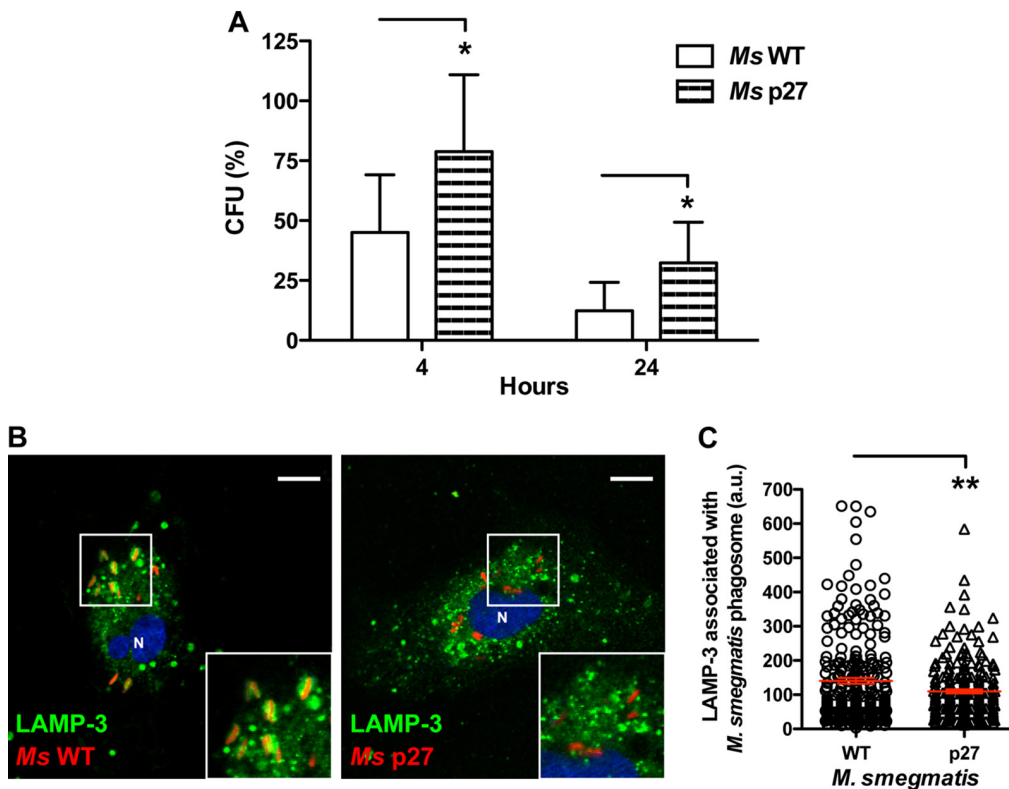 A
125
100
75
50
25
0
CFU (%)
*
*
Ms WT
Ms p27
4
24
Hours
B
N
LAMP-3
Ms WT
N
LAMP-3
Ms p27
C
LAMP-3 associated with
M. smegmatis phagosome (a.u.)
700
600
500
400
300
200
100
0
**
WT
p27
M. smegmatis